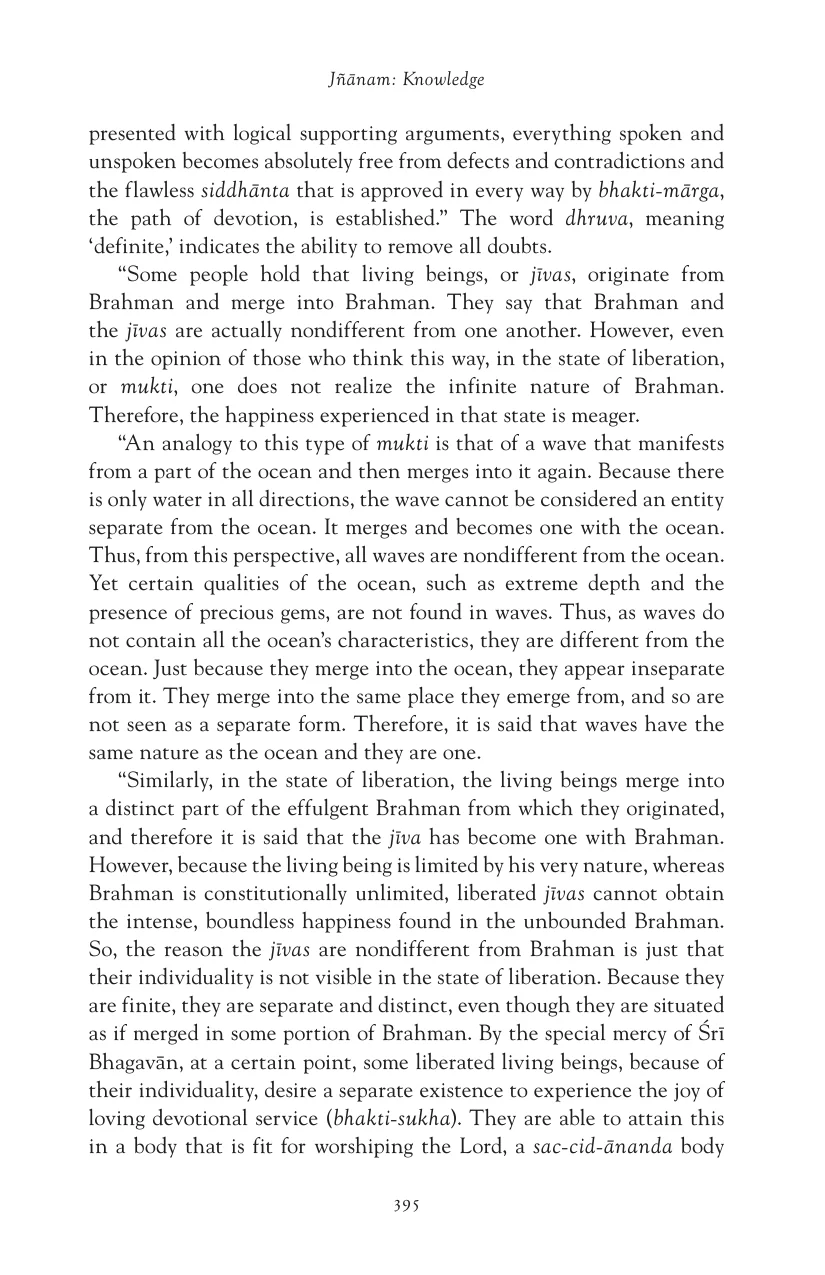 Jñānam: Knowledge
presented with logical supporting arguments, everything spoken and
unspoken becomes absolutely free from defects and contradictions and
the flawless siddhānta that is approved in every way by bhakti-mārga,
the path of devotion, is established.” The word dhruva, meaning
‘definite,’ indicates the ability to remove all doubts.
“Some people hold that living beings, or jīvas, originate from
Brahman and merge into Brahman. They say that Brahman and
the jīvas are actually nondifferent from one another. However, even
in the opinion of those who think this way, in the state of liberation,
or mukti, one does not realize the infinite nature of Brahman.
Therefore, the happiness experienced in that state is meager.
“An analogy to this type of mukti is that of a wave that manifests
from a part of the ocean and then merges into it again. Because there
is only water in all directions, the wave cannot be considered an entity
separate from the ocean. It merges and becomes one with the ocean.
Thus, from this perspective, all waves are nondifferent from the ocean.
Yet certain qualities of the ocean, such as extreme depth and the
presence of precious gems, are not found in waves. Thus, as waves do
not contain all the ocean’s characteristics, they are different from the
ocean. Just because they merge into the ocean, they appear inseparate
from it. They merge into the same place they emerge from, and so are
not seen as a separate form. Therefore, it is said that waves have the
same nature as the ocean and they are one.
“Similarly, in the state of liberation, the living beings merge into
a distinct part of the effulgent Brahman from which they originated,
and therefore it is said that the jīva has become one with Brahman.
However, because the living being is limited by his very nature, whereas
Brahman is constitutionally unlimited, liberated jīvas cannot obtain
the intense, boundless happiness found in the unbounded Brahman.
So, the reason the jīvas are nondifferent from Brahman is just that
their individuality is not visible in the state of liberation. Because they
are finite, they are separate and distinct, even though they are situated
as if merged in some portion of Brahman. By the special mercy of Śrī
Bhagavān, at a certain point, some liberated living beings, because of
their individuality, desire a separate existence to experience the joy of
loving devotional service (bhakti-sukha). They are able to attain this
in a body that is fit for worshiping the Lord, a sac-cid-ānanda body
395